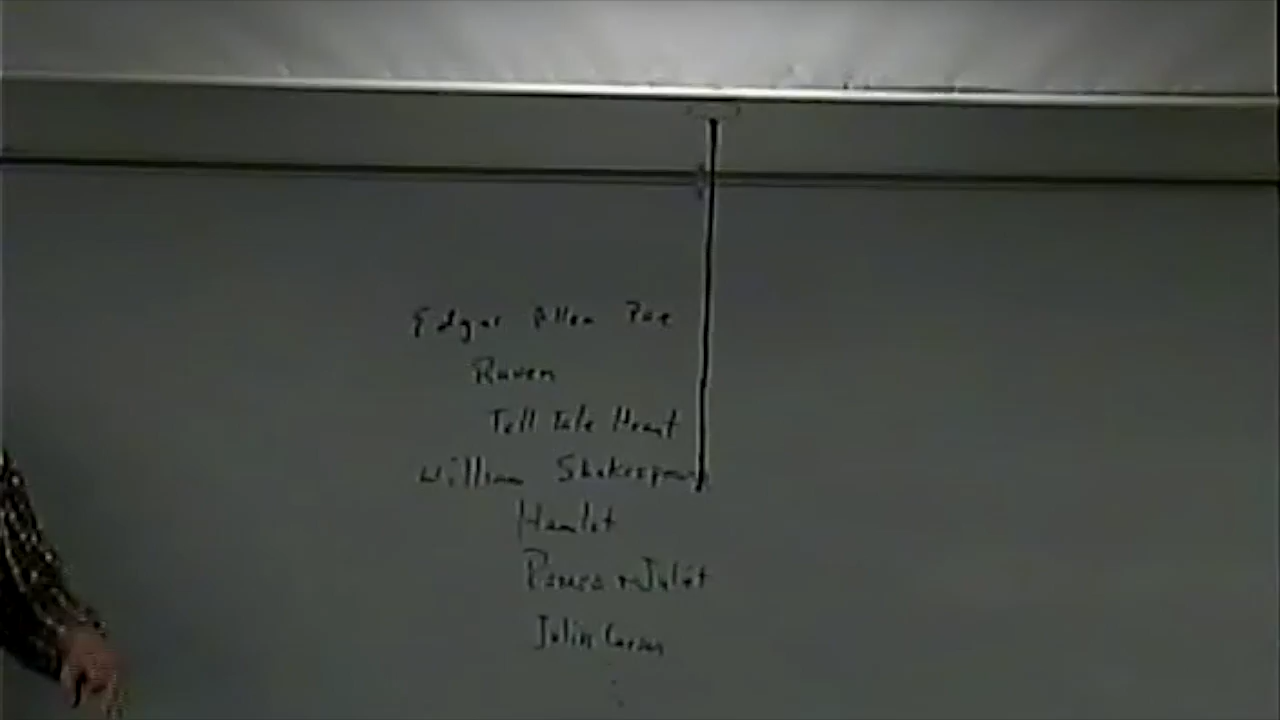 Edgar Allen Poe
Raven
Tell Tale Heart
William Shakespeare
Hamlet
Romeo + Juliet
Julius Caesar